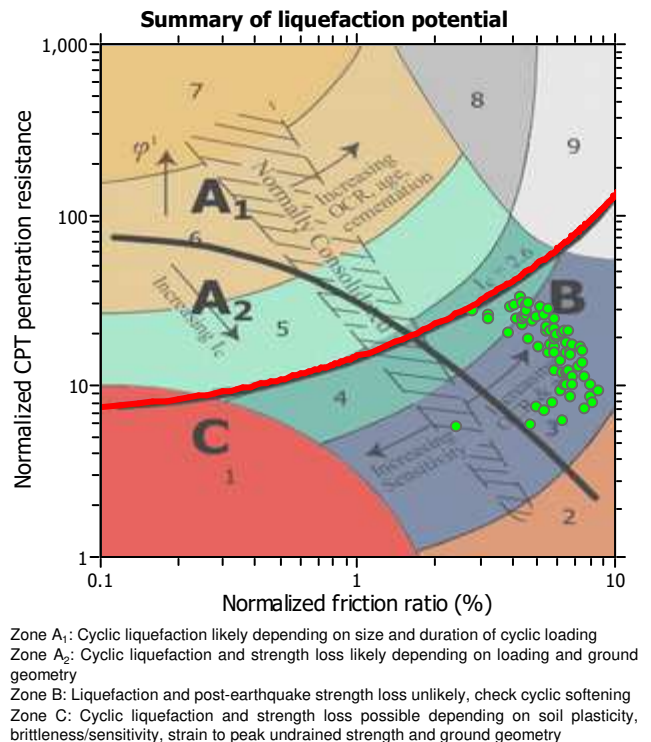 Summary of liquefaction potential
Normalized CPT penetration resistance
1,000
100
10
1
7
8
9
φ'
A1
Normally Consolidated
Increasing
OCR, age,
cementation
6
A2
Increasing Ic
5
Ic = 2.6
B
4
C
1
Increasing
Sensitivity
3
2
0.1
1
10
Normalized friction ratio (%)
Zone A1: Cyclic liquefaction likely depending on size and duration of cyclic loading
Zone A2: Cyclic liquefaction and strength loss likely depending on loading and ground
geometry
Zone B: Liquefaction and post-earthquake strength loss unlikely, check cyclic softening
Zone C: Cyclic liquefaction and strength loss possible depending on soil plasticity,
brittleness/sensitivity, strain to peak undrained strength and ground geometry